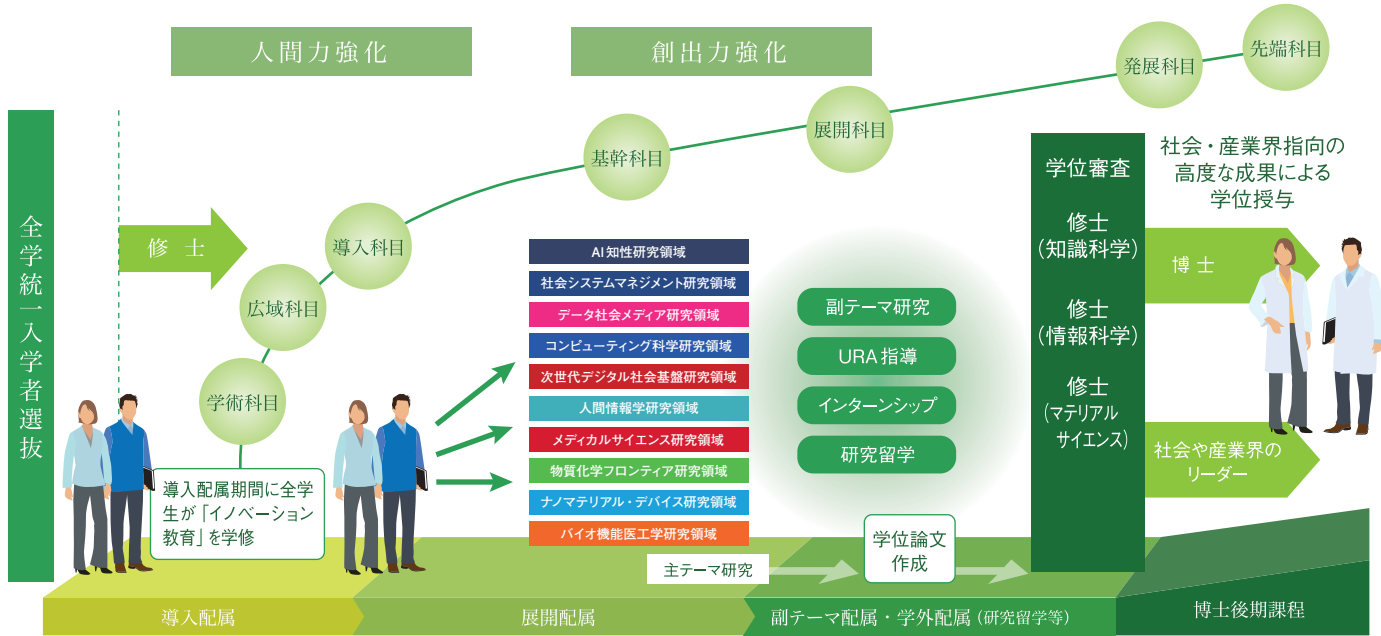 人間力強化
創出力強化
全学統一入学者選抜
修 士
学術科目
広域科目
導入科目
基幹科目
展開科目
発展科目
先端科目
導入配属期間に全学
生が「イノベーション
教育」を学修
AI知性研究領域
社会システムマネジメント研究領域
データ社会メディア研究領域
コンピューティング科学研究領域
次世代デジタル社会基盤研究領域
人間情報学研究領域
メディカルサイエンス研究領域
物質化学フロンティア研究領域
ナノマテリアル・デバイス研究領域
バイオ機能医工学研究領域
副テーマ研究
URA指導
インターンシップ
研究留学
主テーマ研究
学位論文
作成
学位審査
修士
(知識科学)
修士
(情報科学)
修士
(マテリアル
サイエンス)
社会・産業界指向の
高度な成果による
学位授与
博 士
社会や産業界の
リーダー
導入配属
展開配属
副テーマ配属・学外配属(研究留学等)
博士後期課程